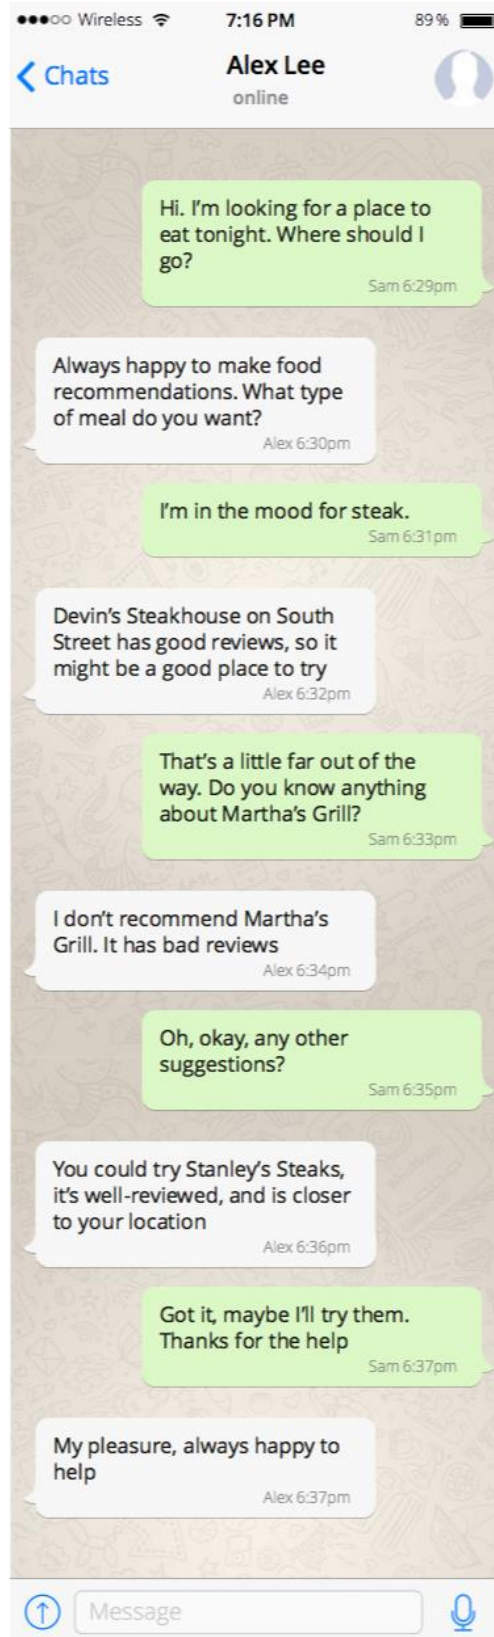 Wireless 7:16 PM 89%
Chats Alex Lee
online
Hi. I'm looking for a place to
eat tonight. Where should I
go?
Sam 6:29pm
Always happy to make food
recommendations. What type
of meal do you want?
Alex 6:30pm
I'm in the mood for steak.
Sam 6:31pm
Devin's Steakhouse on South
Street has good reviews, so it
might be a good place to try
Alex 6:32pm
That's a little far out of the
way. Do you know anything
about Martha's Grill?
Sam 6:33pm
I don't recommend Martha's
Grill. It has bad reviews
Alex 6:34pm
Oh, okay, any other
suggestions?
Sam 6:35pm
You could try Stanley's Steaks,
it's well-reviewed, and is closer
to your location
Alex 6:36pm
Got it, maybe I'll try them.
Thanks for the help
Sam 6:37pm
My pleasure, always happy to
help
Alex 6:37pm
Message